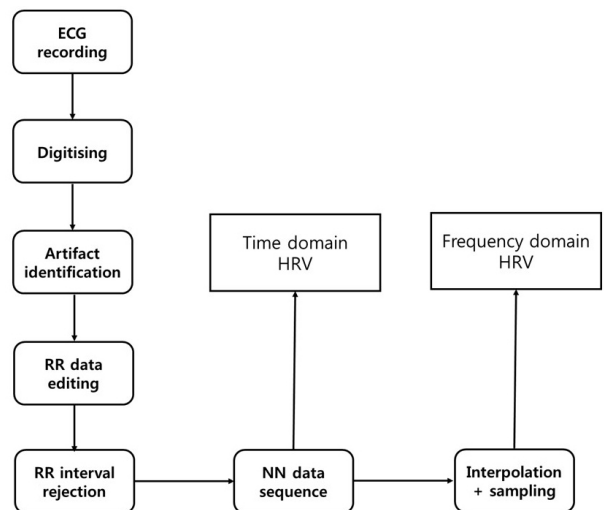 ECG
recording
Digitising
Artifact
identification
RR data
editing
RR interval
rejection
NN data
sequence
Interpolation
+ sampling
Time domain
HRV
Frequency domain
HRV